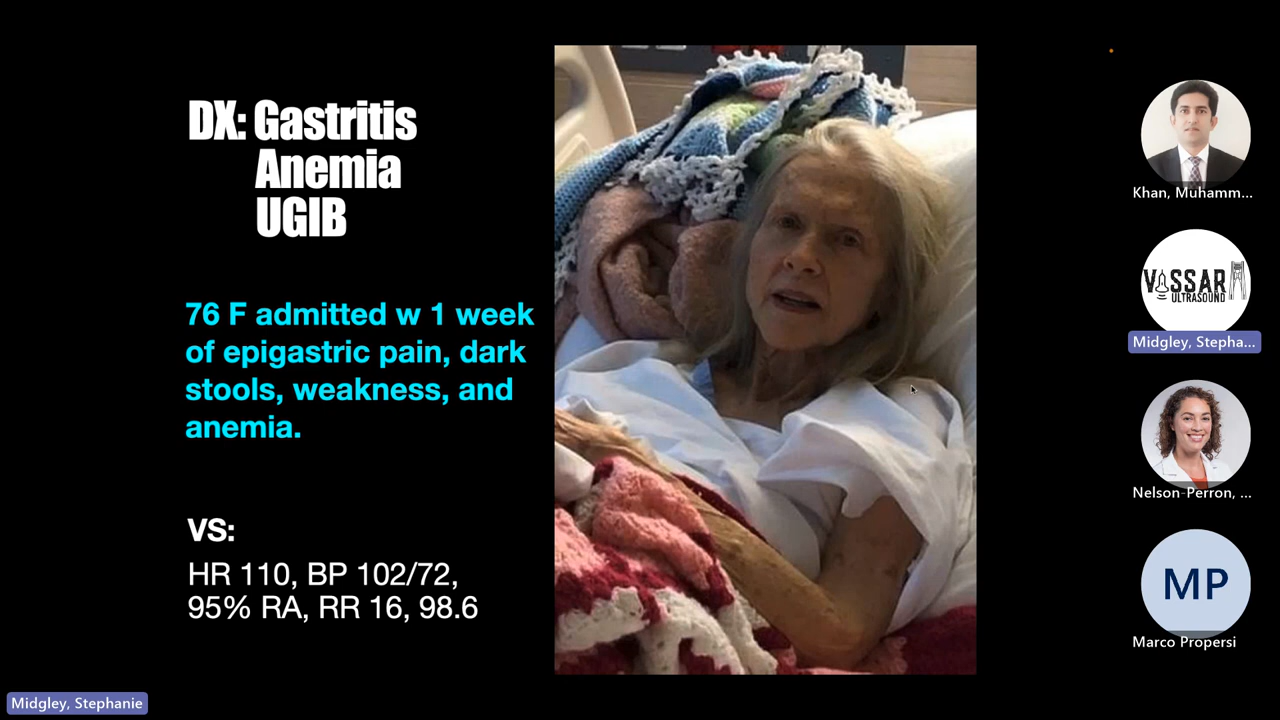 DX: Gastritis
Anemia
UGIB
76 F admitted w 1 week
of epigastric pain, dark
stools, weakness, and
anemia.
VS:
HR 110, BP 102/72,
95% RA, RR 16, 98.6
Khan, Muhamm...
VASSAR
ULTRASOUND
Midgley, Stepha...
Nelson-Perron, ...
MP
Marco Propersi
Midgley, Stephanie